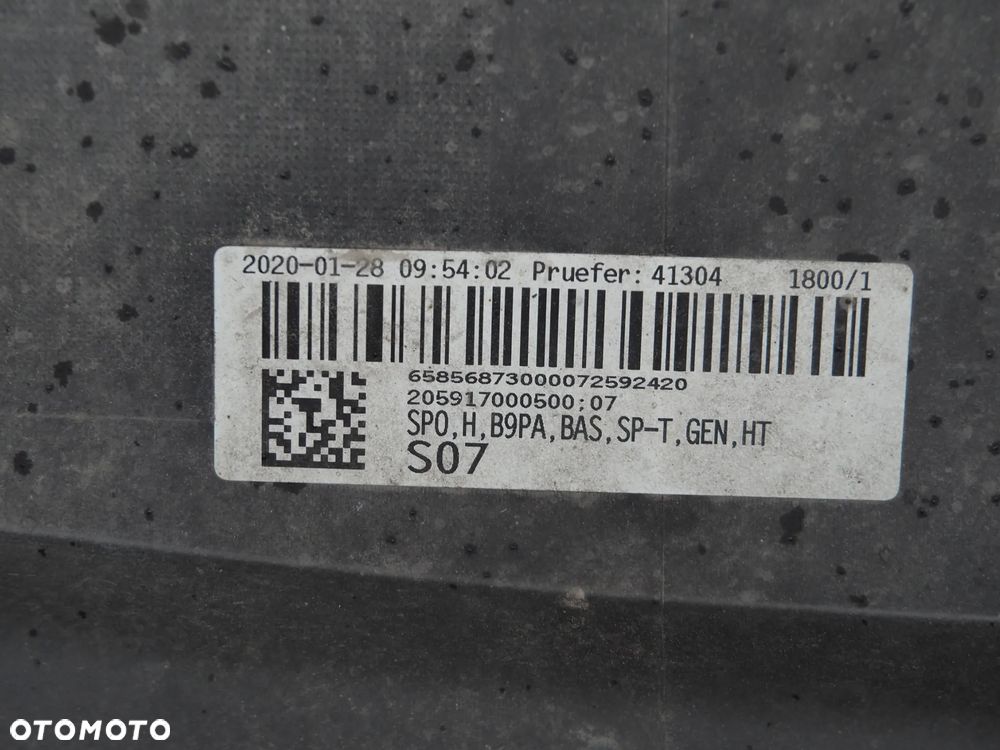 2020-01-28 09:54:02 Pruefer: 41304 1800/1
65856873000072592420
205917000500;07
SPO,H,B9PA,BAS,SP-T,GEN,HT
S07
OTOMOTO